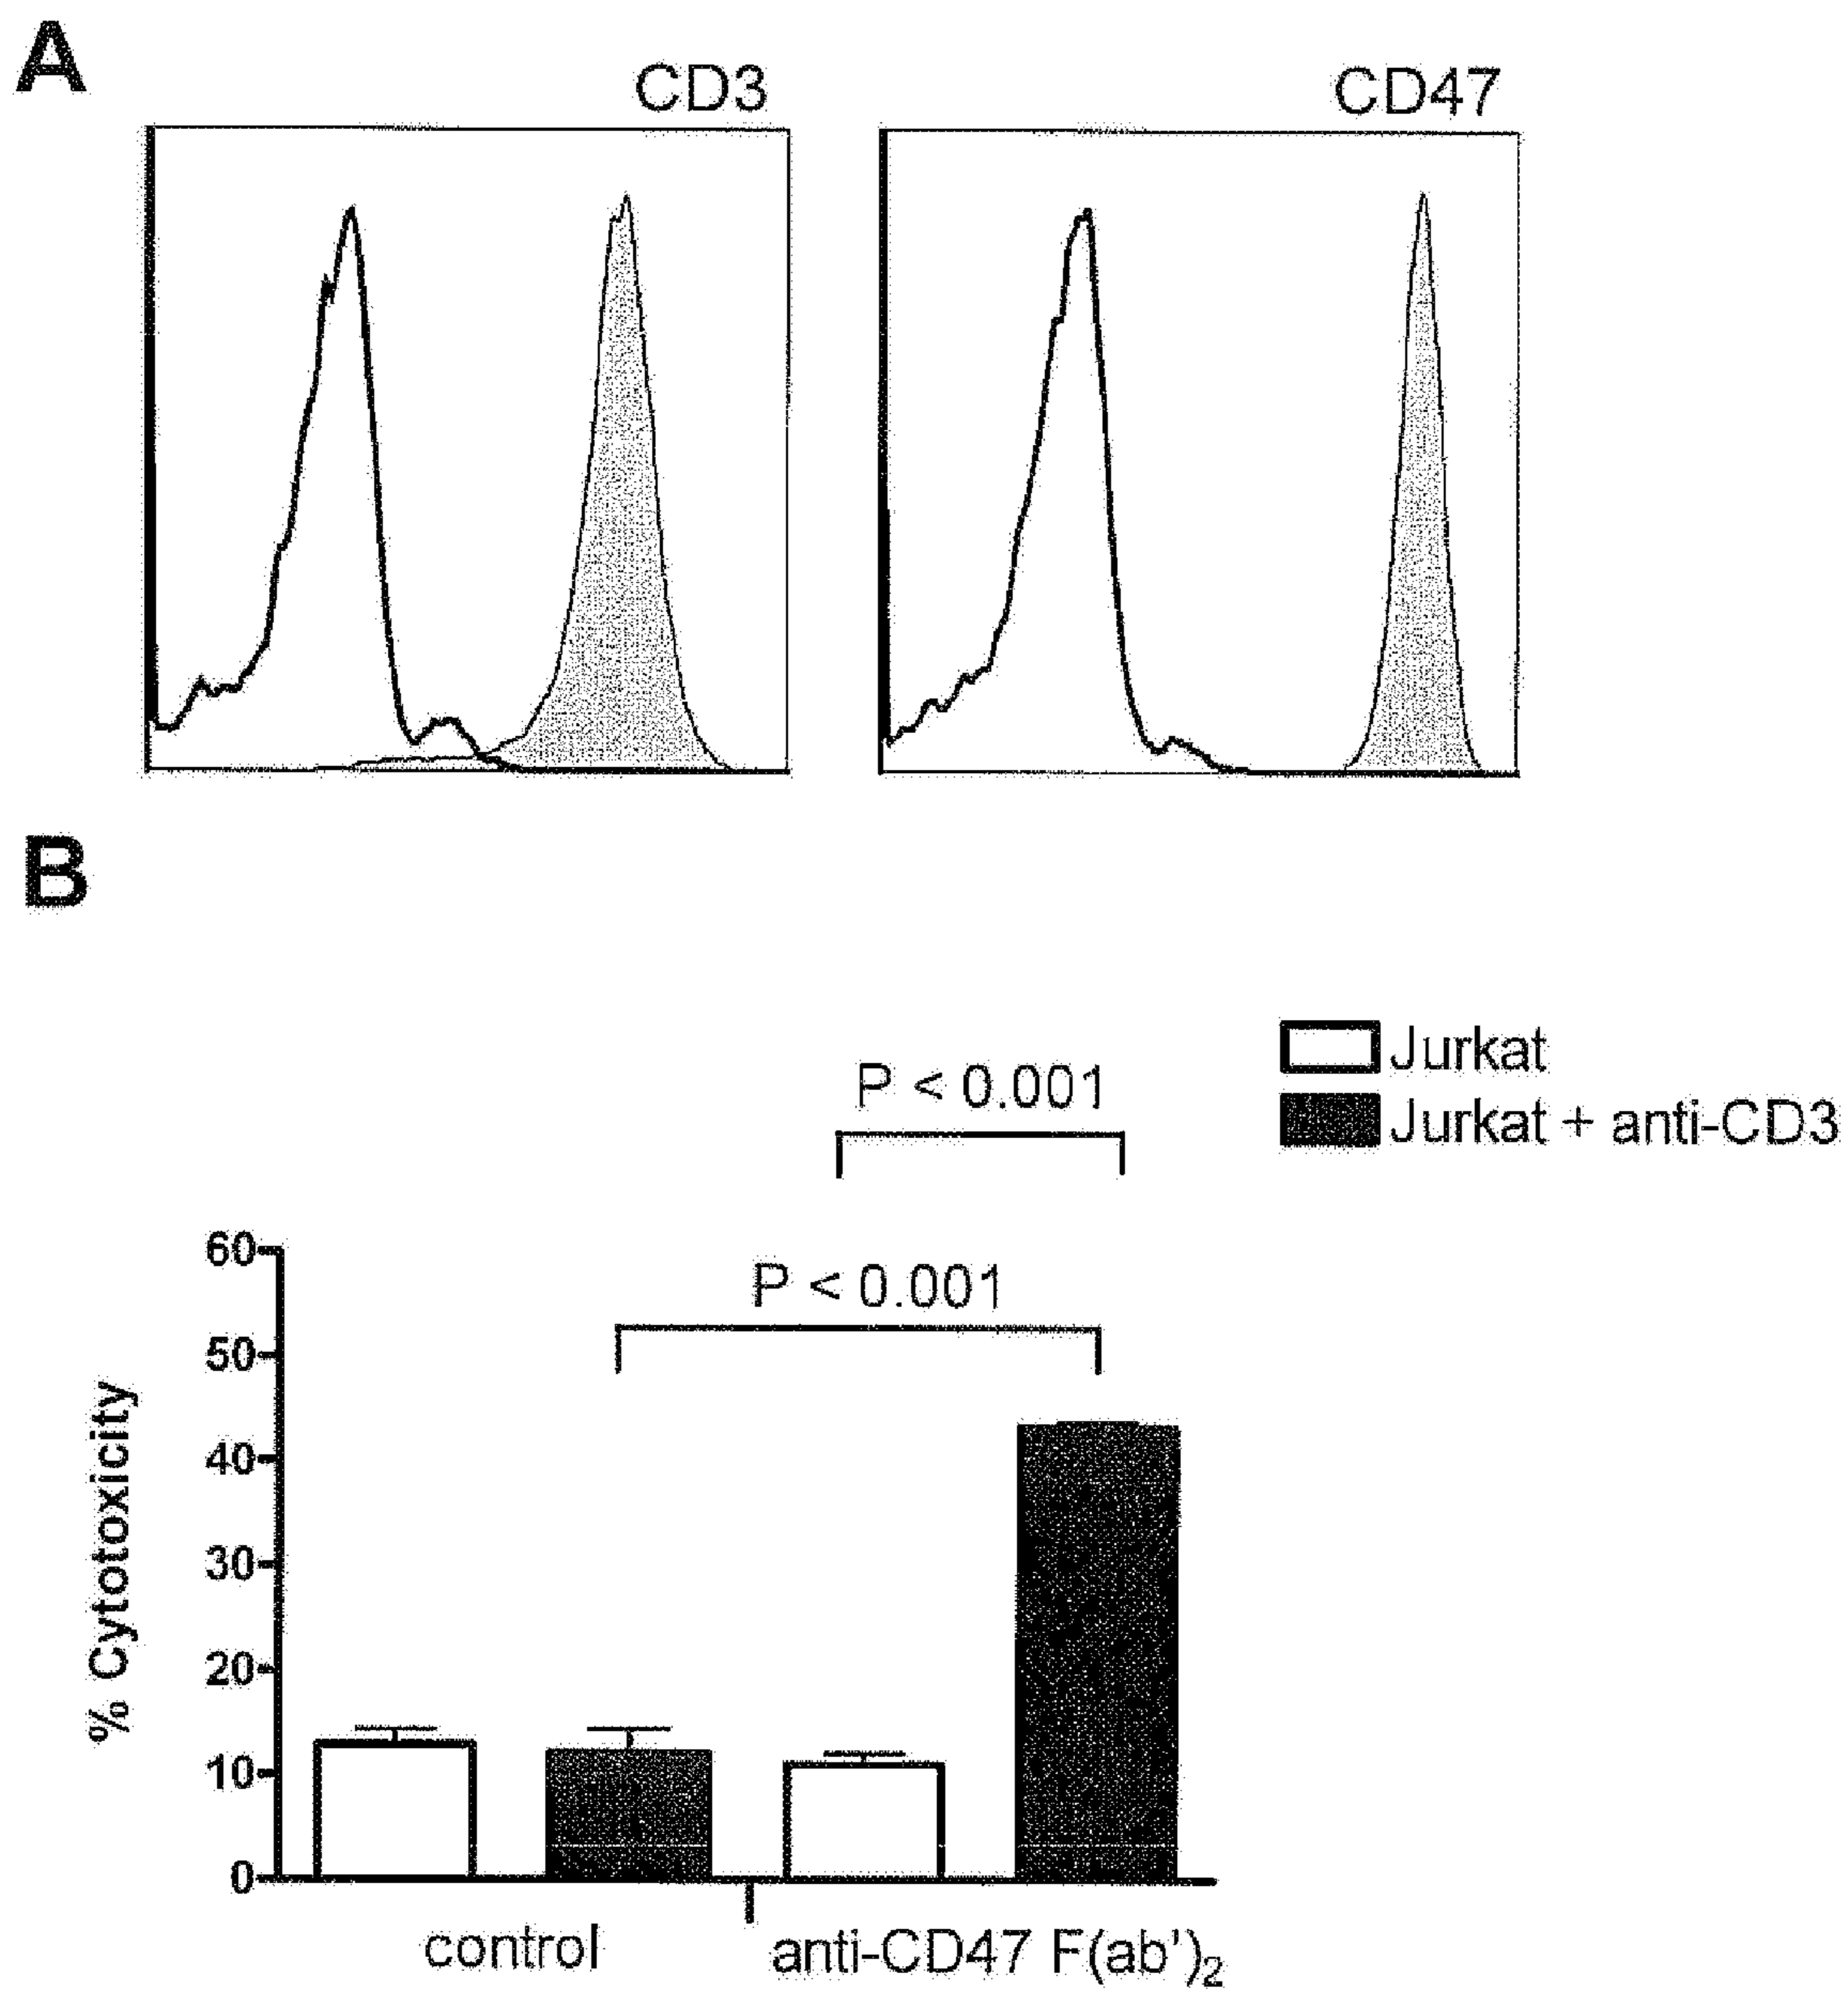 A
CD3
CD47
B
Jurkat
Jurkat + anti-CD3
P < 0.001
P < 0.001
60
50
40
30
20
10
0
% Cytotoxicity
control
anti-CD47 F(ab')₂